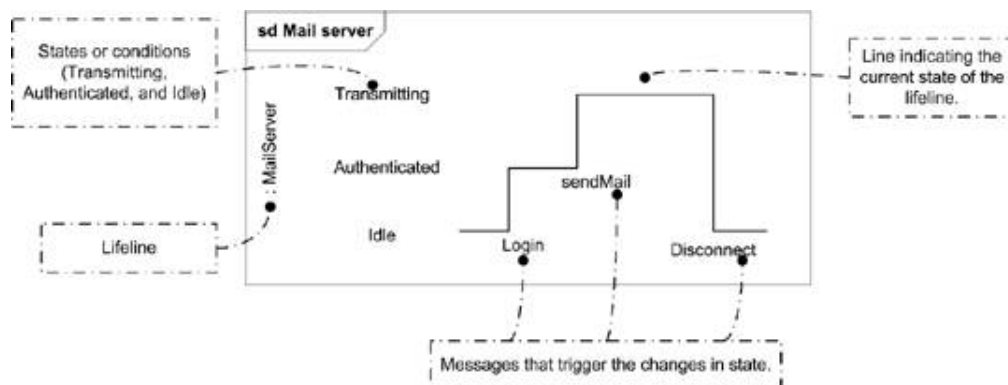 sd Mail server
States or conditions
(Transmitting,
Authenticated, and Idle)
Line indicating the
current state of the
lifeline.
Transmitting
: MailServer
Authenticated
sendMail
Lifeline
Idle
Login
Disconnect
Messages that trigger the changes in state.